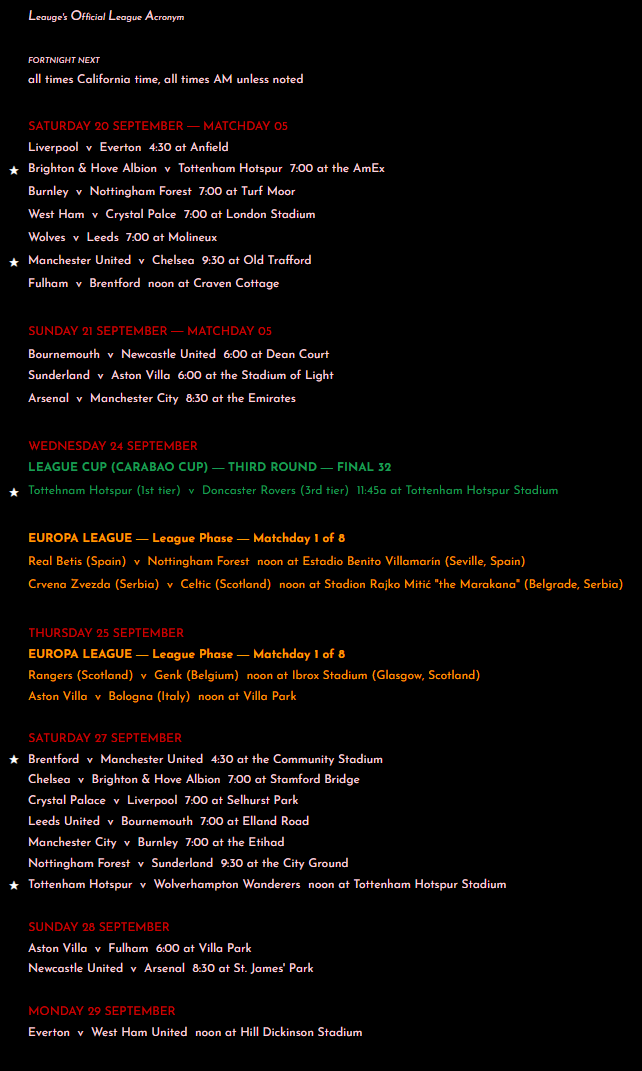 Leauge's Official League Acronym
FORTNIGHT NEXT
all times California time, all times AM unless noted
SATURDAY 20 SEPTEMBER — MATCHDAY 05
Liverpool v Everton 4:30 at Anfield
★ Brighton & Hove Albion v Tottenham Hotspur 7:00 at the AmEx
Burnley v Nottingham Forest 7:00 at Turf Moor
West Ham v Crystal Palce 7:00 at London Stadium
Wolves v Leeds 7:00 at Molineux
★ Manchester United v Chelsea 9:30 at Old Trafford
Fulham v Brentford noon at Craven Cottage
SUNDAY 21 SEPTEMBER — MATCHDAY 05
Bournemouth v Newcastle United 6:00 at Dean Court
Sunderland v Aston Villa 6:00 at the Stadium of Light
Arsenal v Manchester City 8:30 at the Emirates
WEDNESDAY 24 SEPTEMBER
LEAGUE CUP (CARABAO CUP) — THIRD ROUND — FINAL 32
★ Tottehnam Hotspur (1st tier) v Doncaster Rovers (3rd tier) 11:45a at Tottenham Hotspur Stadium
EUROPA LEAGUE — League Phase — Matchday 1 of 8
Real Betis (Spain) v Nottingham Forest noon at Estadio Benito Villamarín (Seville, Spain)
Crvena Zvezda (Serbia) v Celtic (Scotland) noon at Stadion Rajko Mitić "the Marakana" (Belgrade, Serbia)
THURSDAY 25 SEPTEMBER
EUROPA LEAGUE — League Phase — Matchday 1 of 8
Rangers (Scotland) v Genk (Belgium) noon at Ibrox Stadium (Glasgow, Scotland)
Aston Villa v Bologna (Italy) noon at Villa Park
SATURDAY 27 SEPTEMBER
★ Brentford v Manchester United 4:30 at the Community Stadium
Chelsea v Brighton & Hove Albion 7:00 at Stamford Bridge
Crystal Palace v Liverpool 7:00 at Selhurst Park
Leeds United v Bournemouth 7:00 at Elland Road
Manchester City v Burnley 7:00 at the Etihad
Nottingham Forest v Sunderland 9:30 at the City Ground
★ Tottenham Hotspur v Wolverhampton Wanderers noon at Tottenham Hotspur Stadium
SUNDAY 28 SEPTEMBER
Aston Villa v Fulham 6:00 at Villa Park
Newcastle United v Arsenal 8:30 at St. James' Park
MONDAY 29 SEPTEMBER
Everton v West Ham United noon at Hill Dickinson Stadium